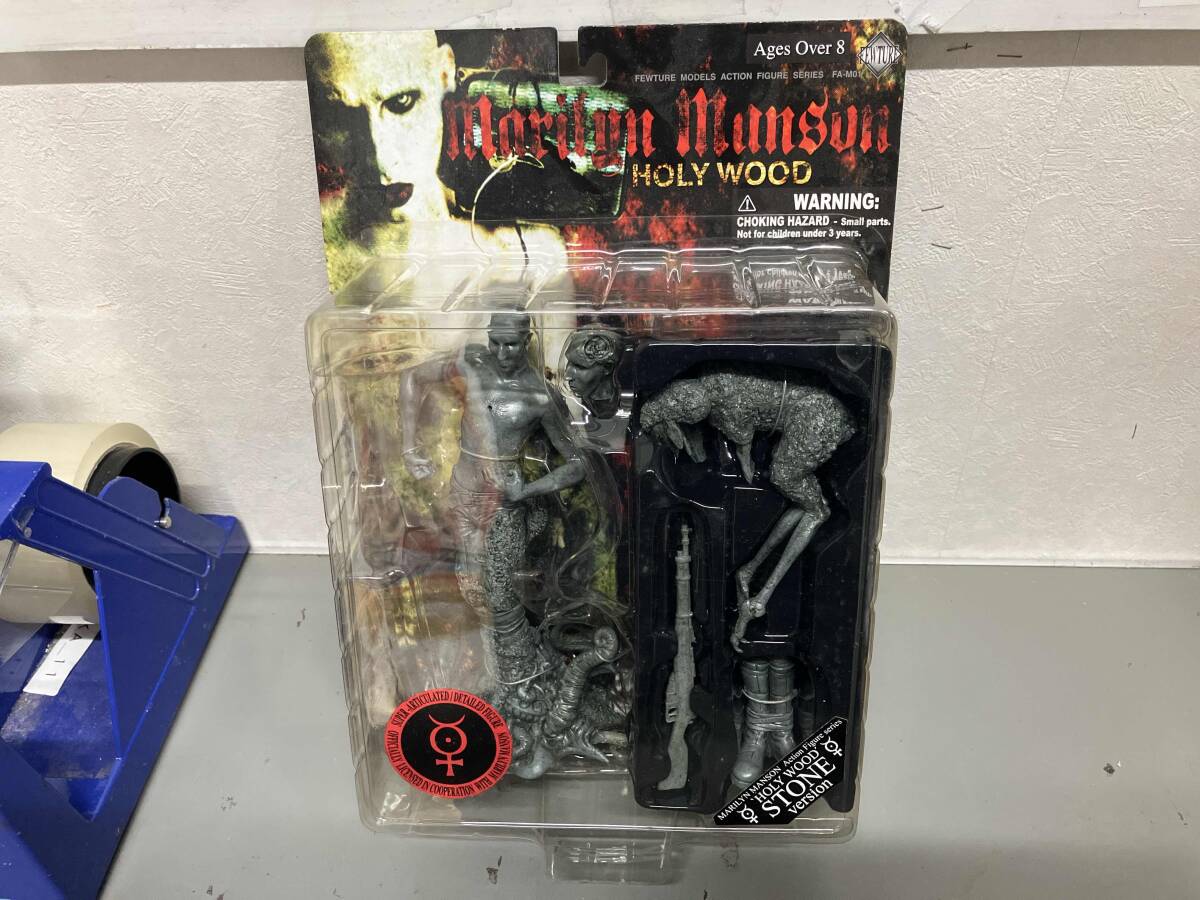 Ages Over 8
FEWTURE
FEWTURE MODELS ACTION FIGURE SERIES FA-M01
Marilyn Manson
HOLY WOOD
WARNING:
CHOKING HAZARD - Small parts.
Not for children under 3 years.
SUPER-ARTICULATED / DETAILED FIGURE
OFFICIALLY LICENSED IN COOPERATION WITH MARILYN MANSON
MARILYN MANSON Action Figure series
"HOLY WOOD"
STONE
version
11